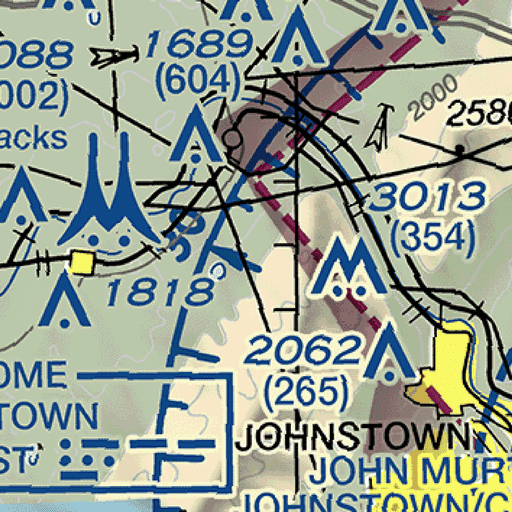 088
1689
(604)
002)
acks
2000
258
3013
(354)
1818
2062
(265)
OME
TOWN
ST
JOHNSTOWN
JOHN MUR
JOHNSTOWN/C